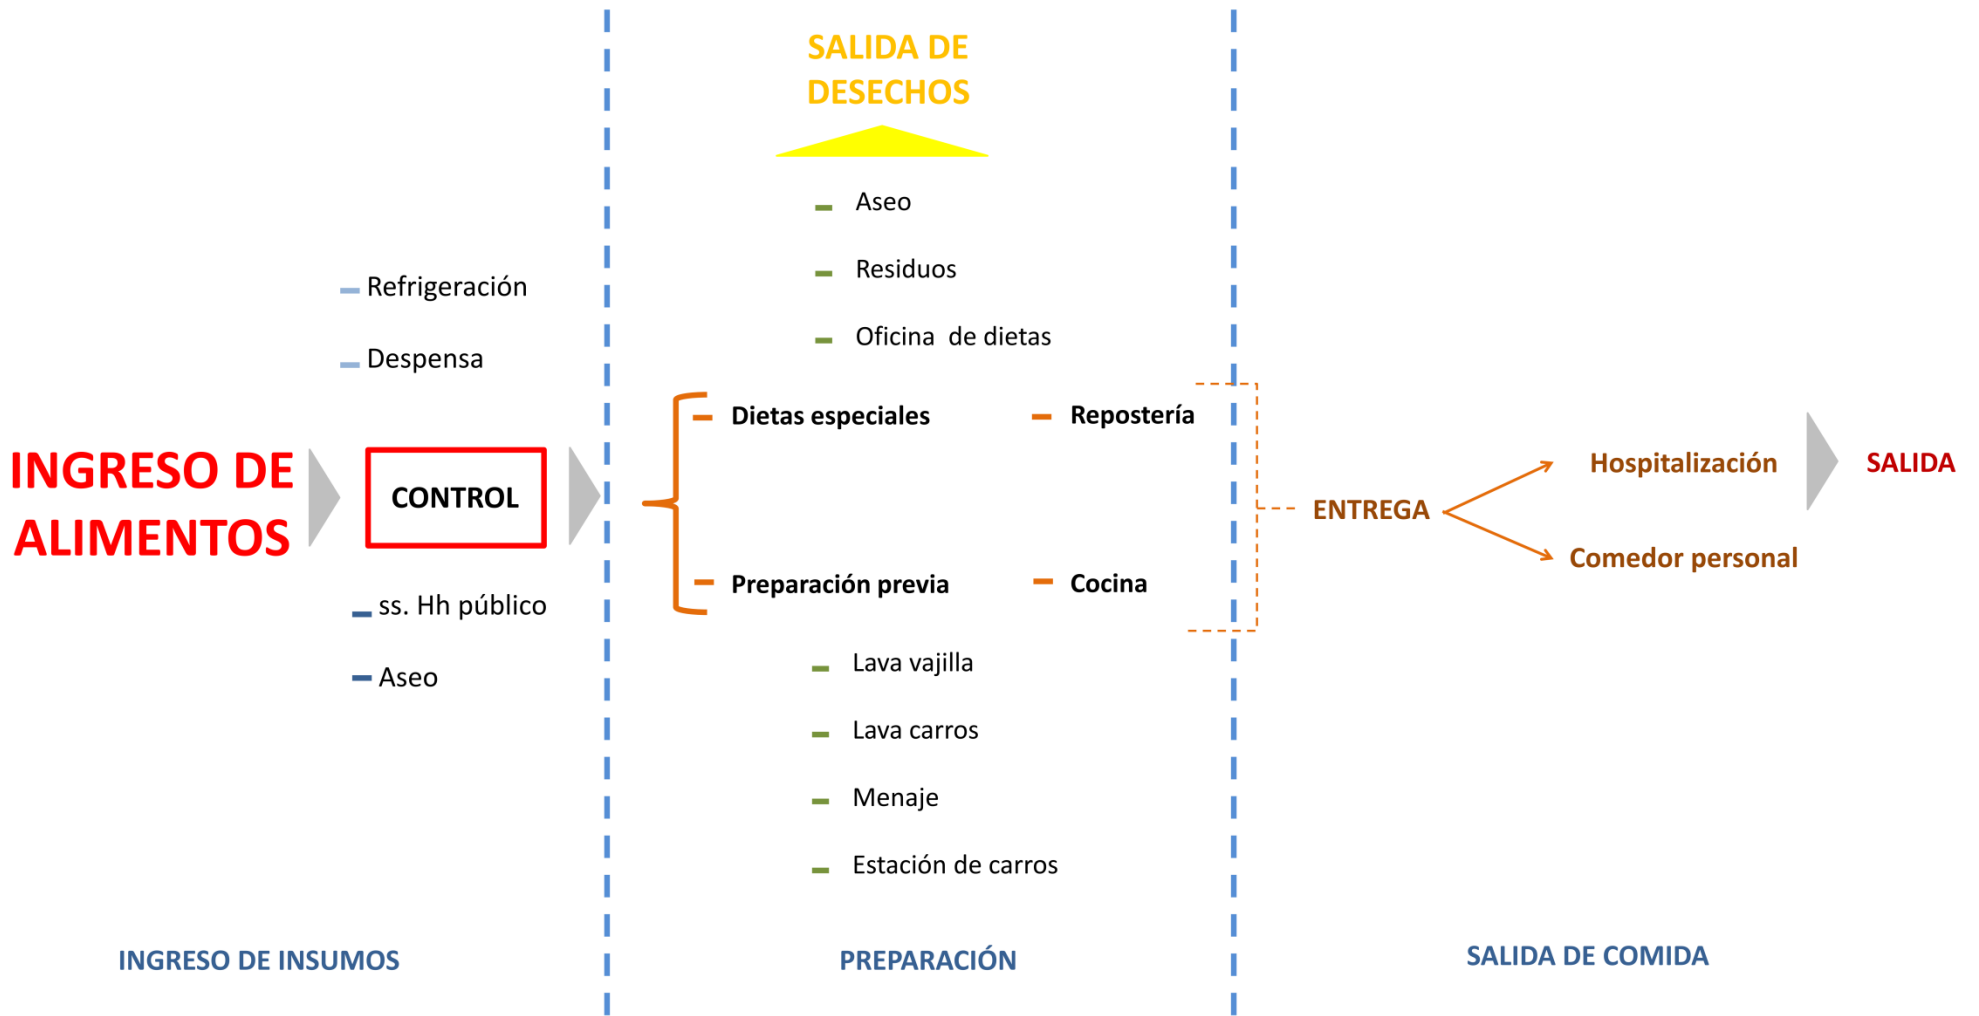 SALIDA DE
DESECHOS
Aseo
Residuos
Oficina de dietas
Refrigeración
Despensa
INGRESO DE
ALIMENTOS
CONTROL
ss. Hh público
Aseo
Dietas especiales
Repostería
Preparación previa
Cocina
Lava vajilla
Lava carros
Menaje
Estación de carros
ENTREGA
Hospitalización
Comedor personal
SALIDA
INGRESO DE INSUMOS
PREPARACIÓN
SALIDA DE COMIDA